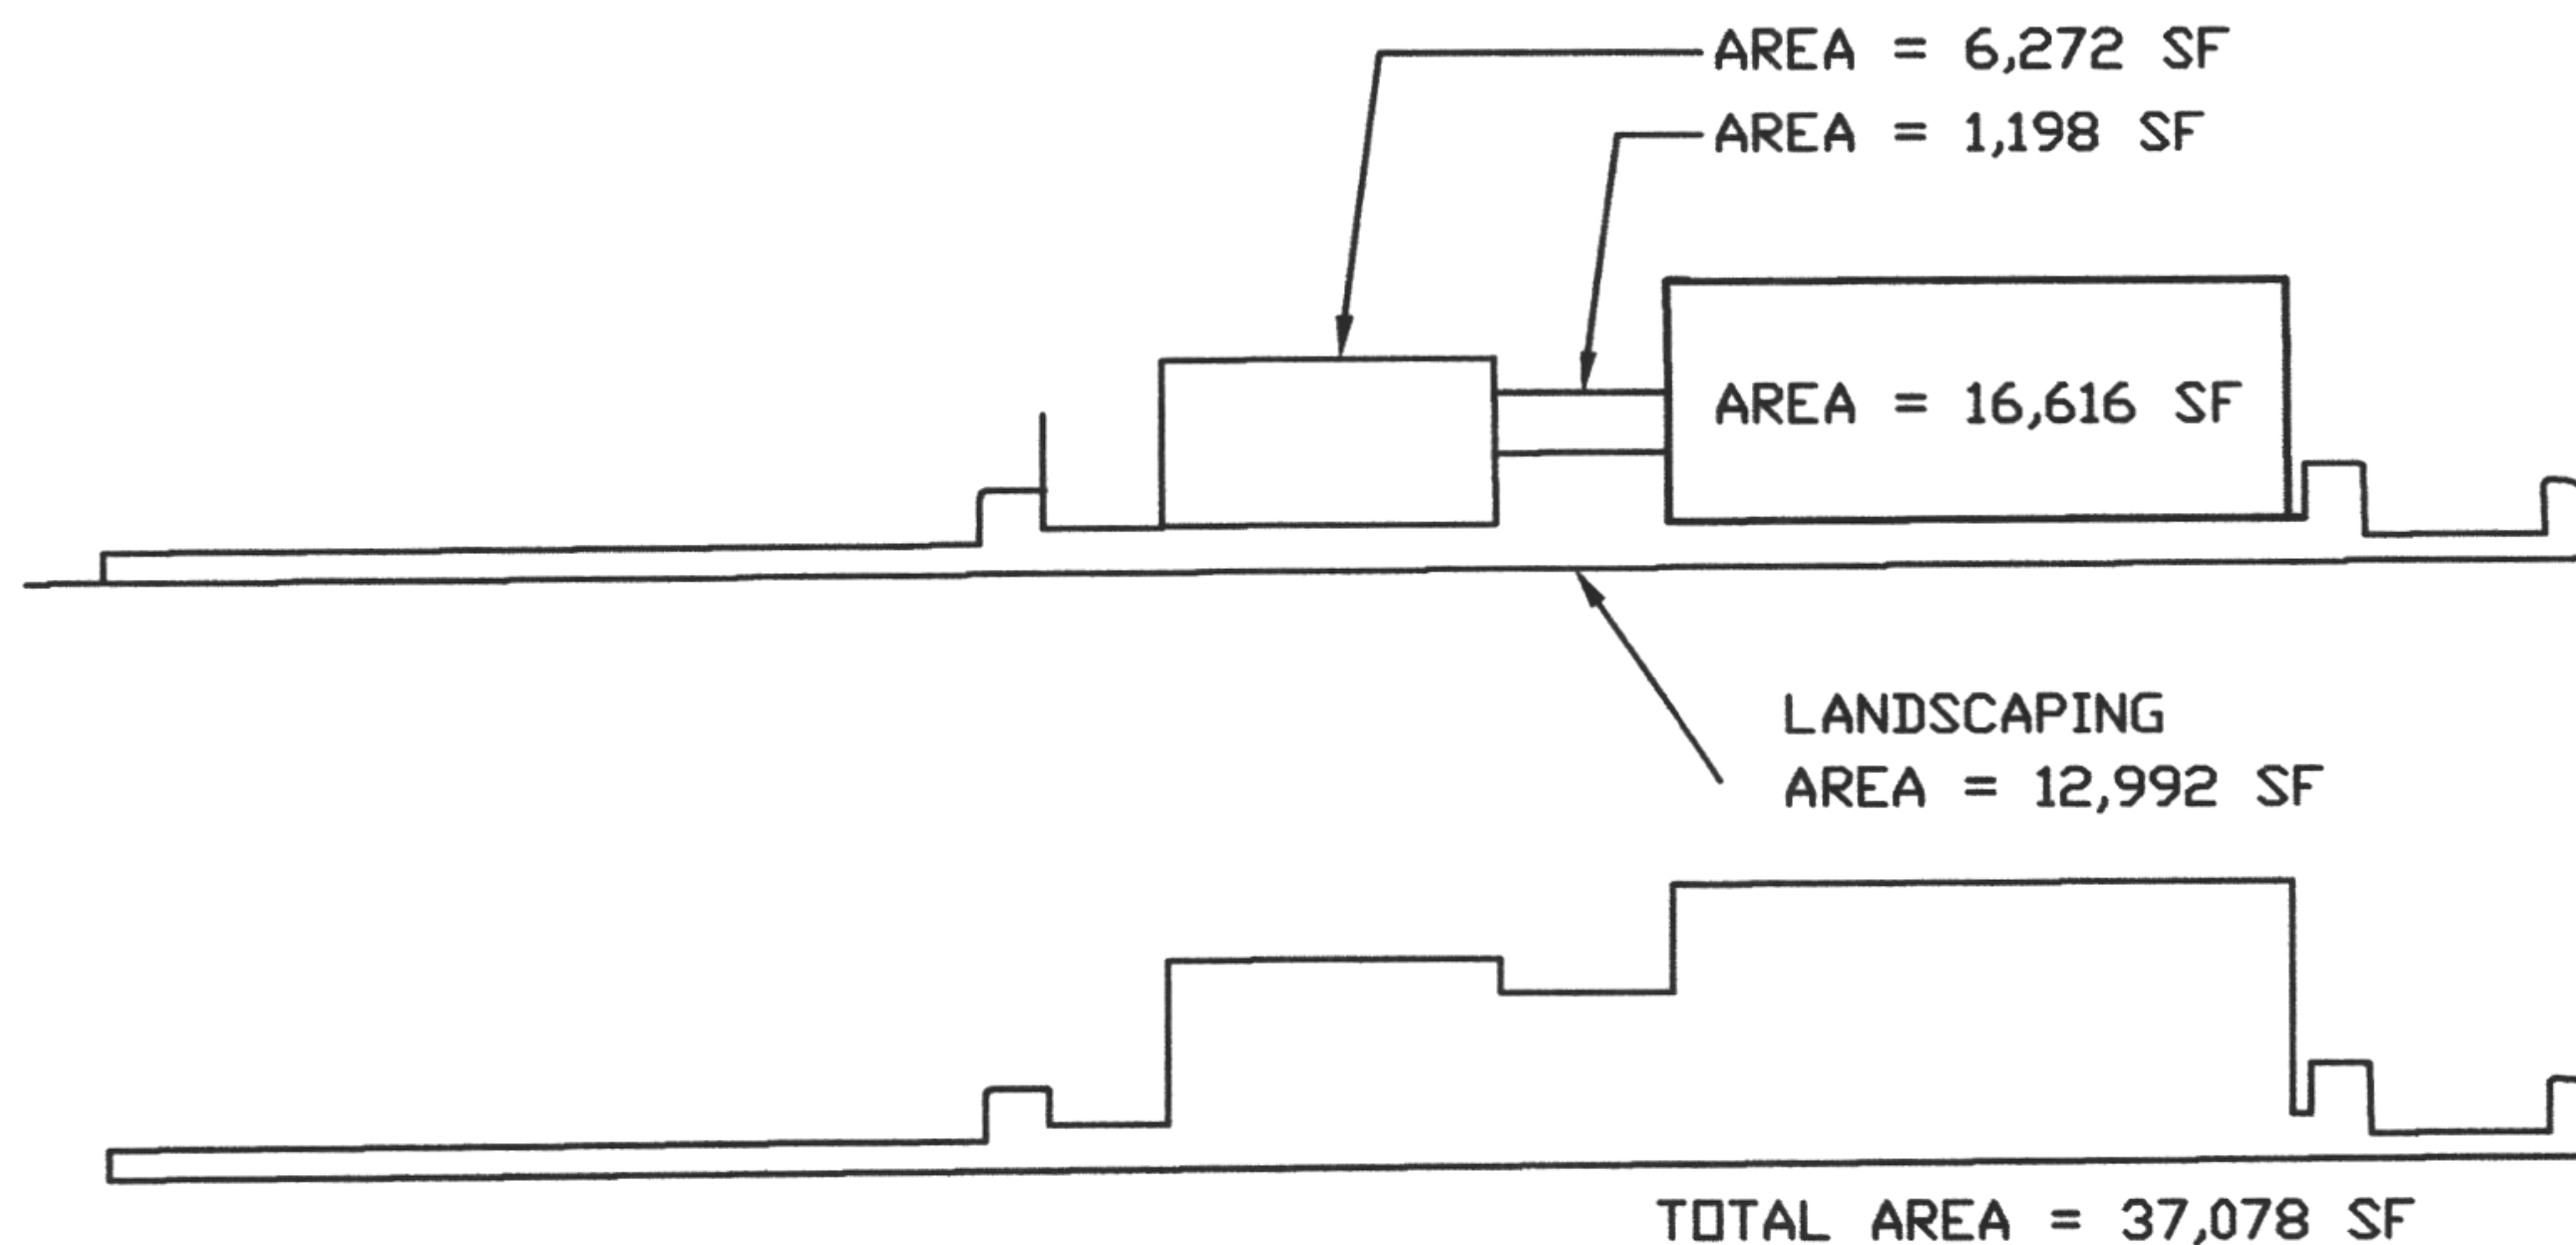 AREA = 6,272 SF
AREA = 1,198 SF
AREA = 16,616 SF
LANDSCAPING
AREA = 12,992 SF
TOTAL AREA = 37,078 SF